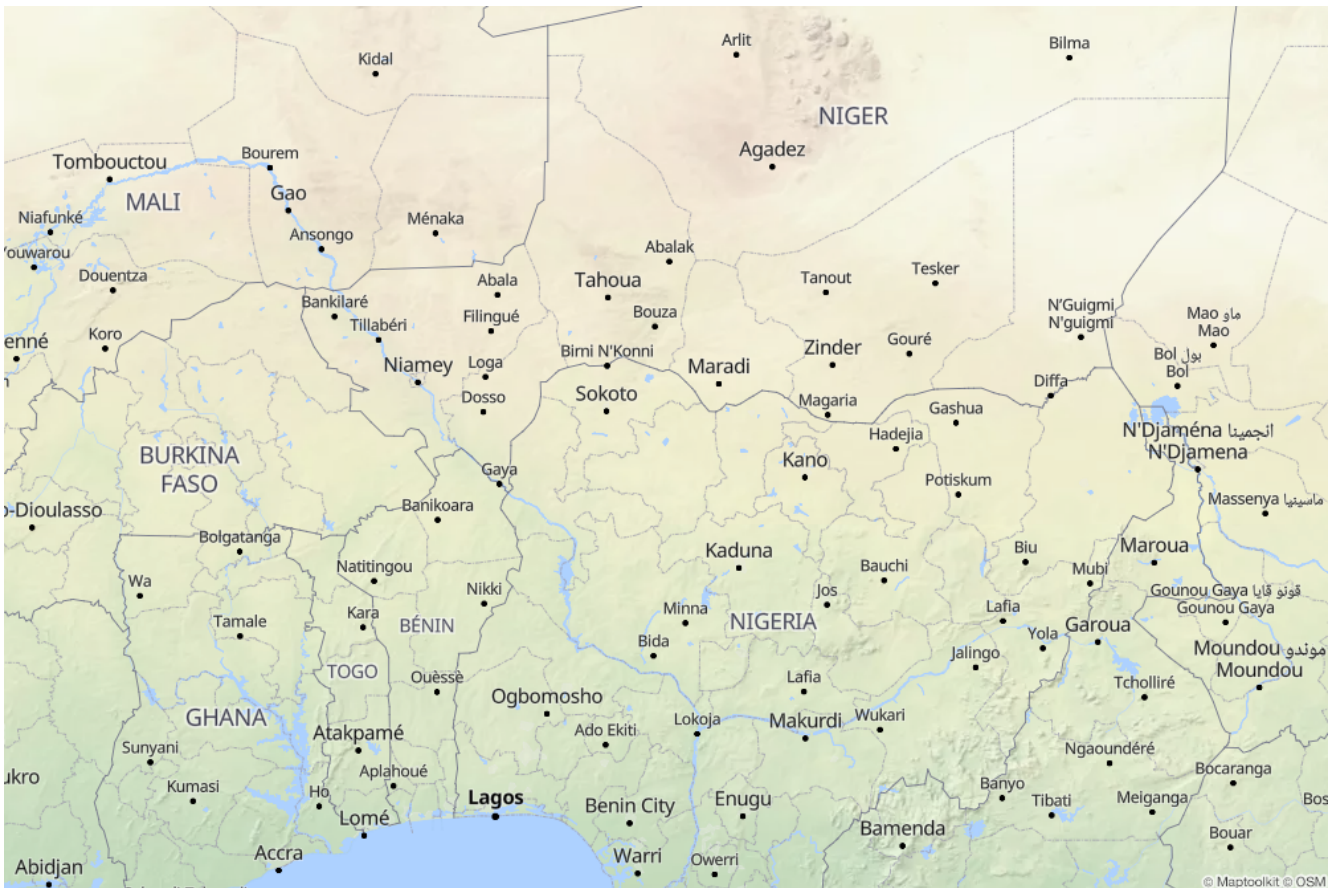 Arlit
Bilma
Kidal
NIGER
Agadez
Bourem
Tombouctou
Gao
MALI
Niafunké
Ménaka
Ansongo
Abalak
Youwarou
Douentza
Abala
Tahoua
Tanout
Tesker
Bankilaré
Filingué
Bouza
N'Guigmi
N'guigmi
ماو Mao
Mao
Tillabéri
Koro
enné
Gouré
Zinder
Birni N'Konni
Loga
Niamey
Maradi
Bol بول
Bol
Diffa
Dosso
Sokoto
Magaria
Gashua
N'Djaména انجمينا
N'Djamena
Hadejia
BURKINA
FASO
Kano
Gaya
Potiskum
Banikoara
Massenya ماسينيا
o-Dioulasso
Bolgatanga
Kaduna
Biu
Maroua
Natitingou
Bauchi
Mubi
Wa
Nikki
Jos
Gounou Gaya قونو قايا
Gounou Gaya
Kara
Minna
Lafia
Tamale
BÉNIN
NIGERIA
Yola
Garoua
Bida
Jalingo
Moundou موندو
Moundou
TOGO
Ouèssè
Lafia
Tcholliré
Ogbomosho
GHANA
Lokoja
Makurdi
Wukari
Atakpamé
Ado Ekiti
Sunyani
Ngaoundéré
Aplahoué
Bocaranga
ukro
Kumasi
Ho
Lagos
Benin City
Enugu
Banyo
Tibati
Meiganga
Bos
Lomé
Bamenda
Bouar
Accra
Warri
Owerri
Abidjan
© Maptoolkit © OSM